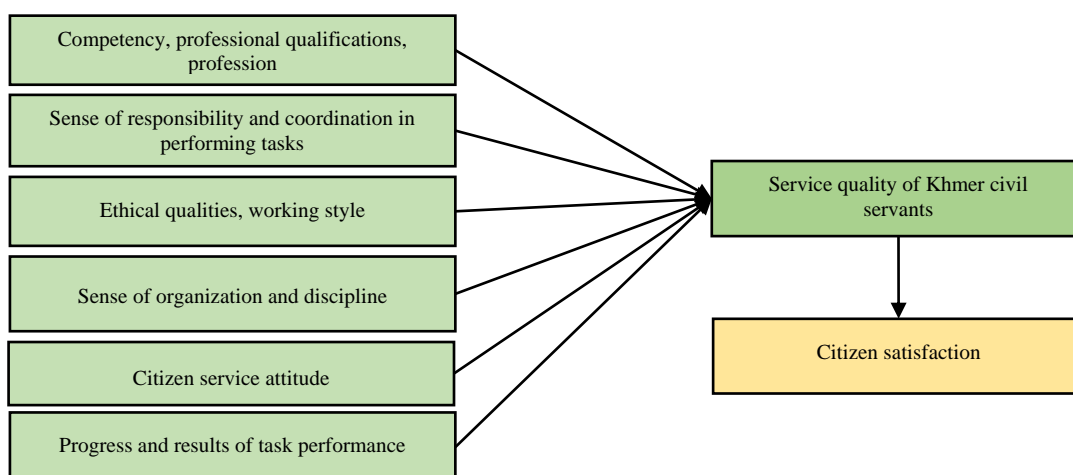 Competency, professional qualifications,
profession
Sense of responsibility and coordination in
performing tasks
Ethical qualities, working style
Sense of organization and discipline
Citizen service attitude
Progress and results of task performance
Service quality of Khmer civil
servants
Citizen satisfaction